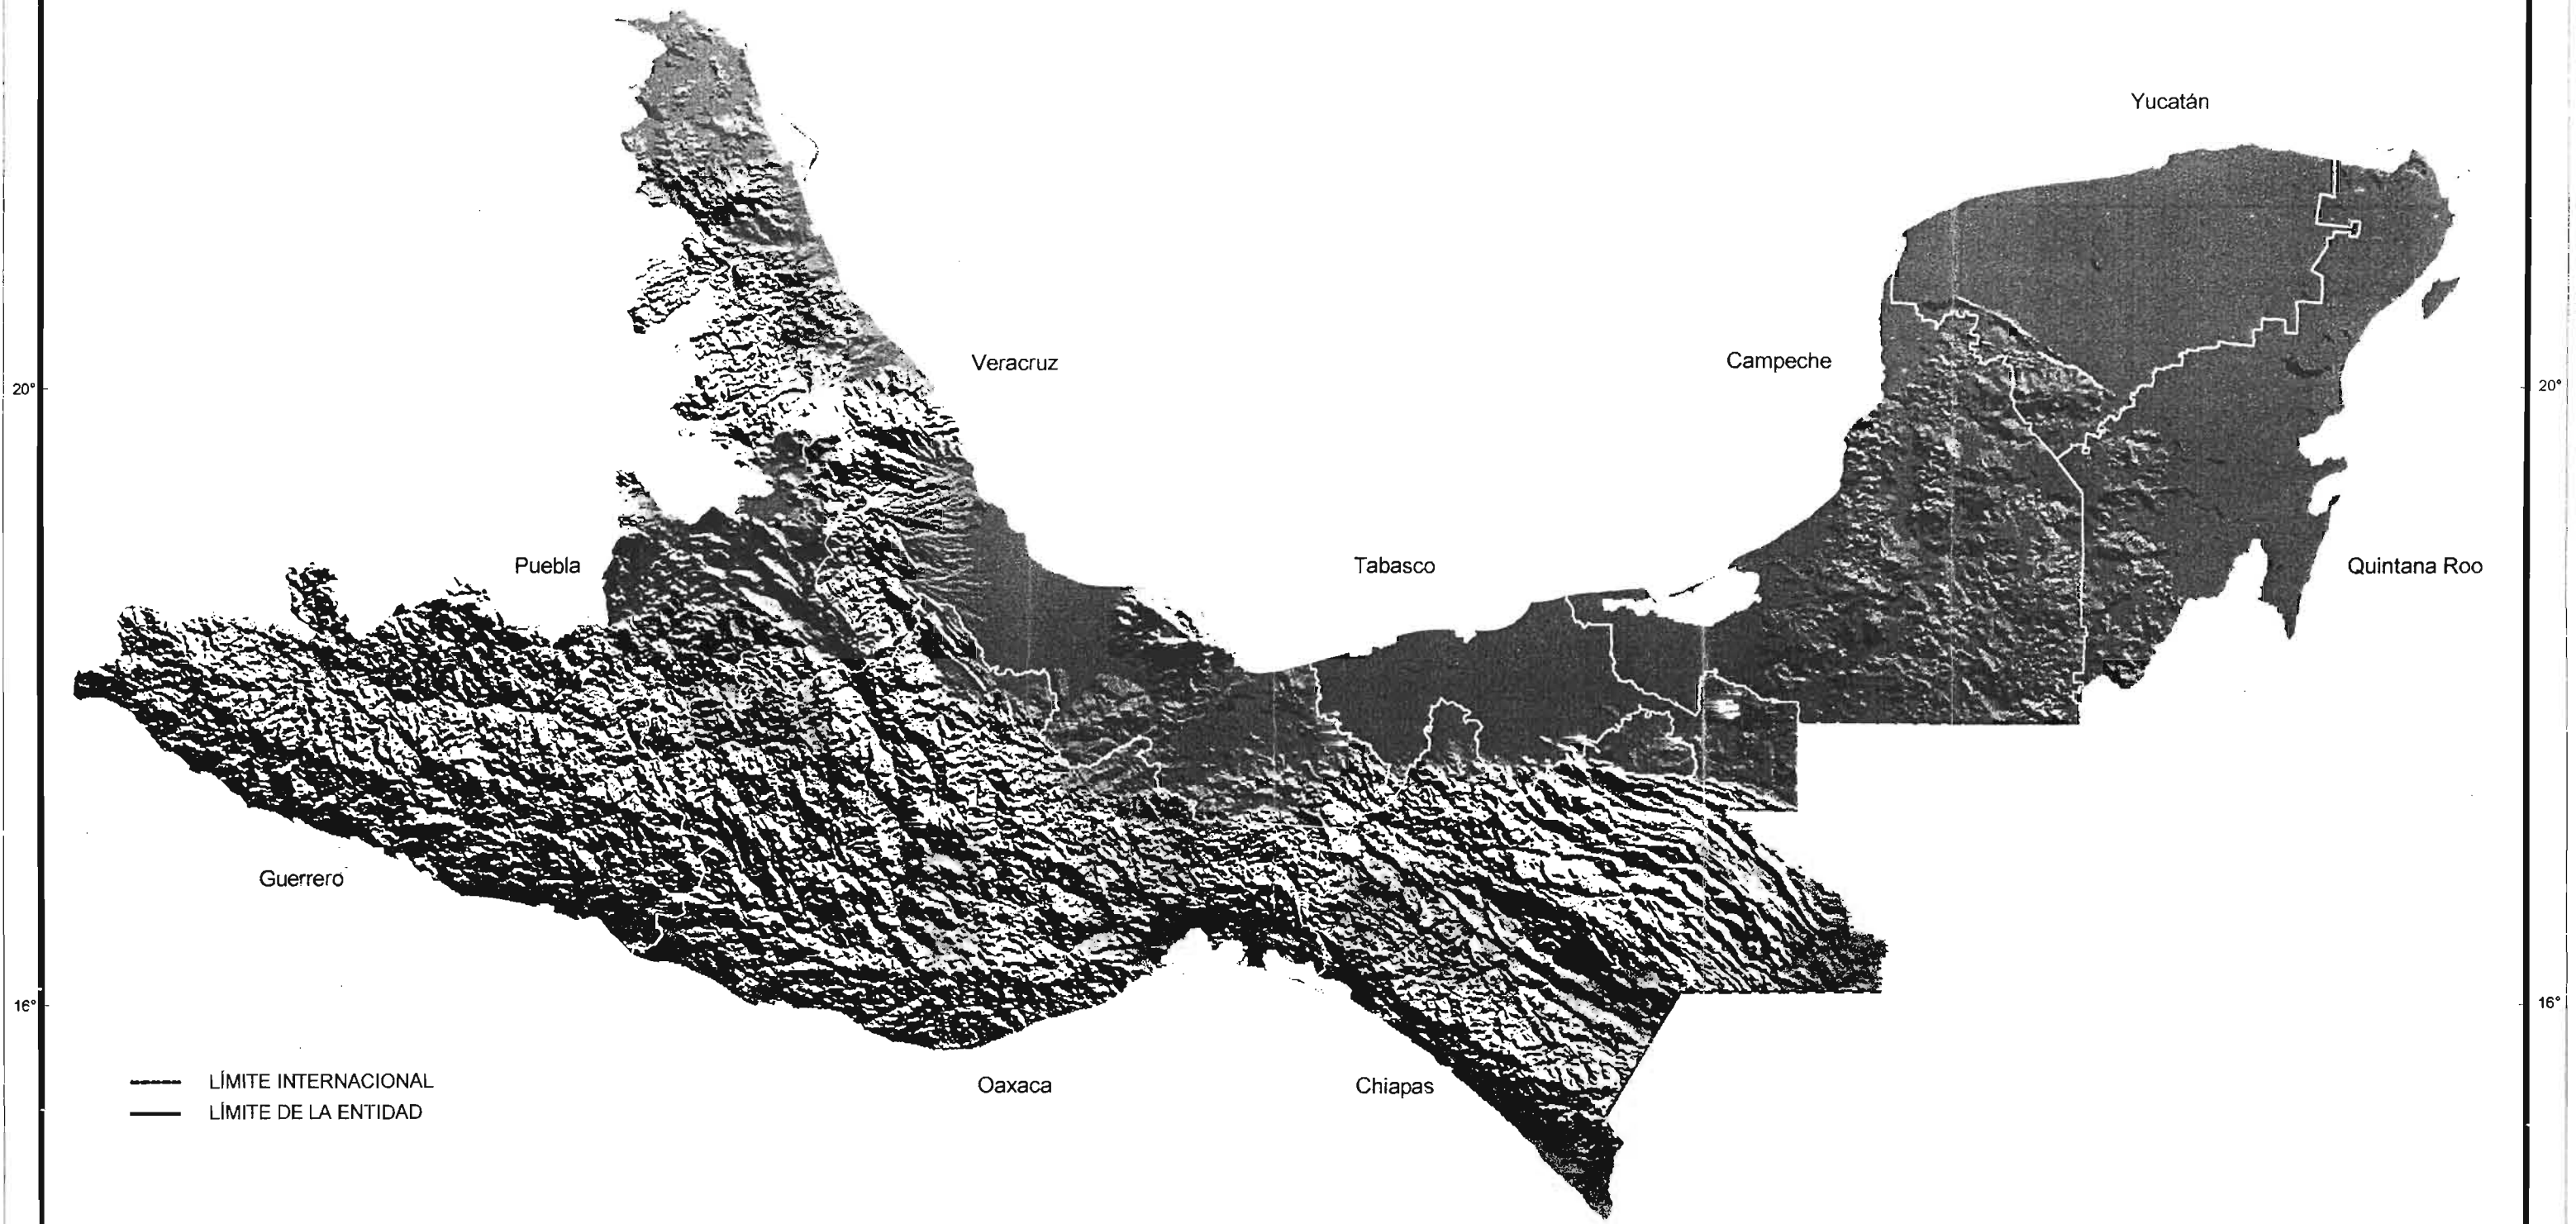 Yucatán
Veracruz
Campeche
20°
20°
Puebla
Tabasco
Quintana Roo
Guerrero
16°
16°
LÍMITE INTERNACIONAL
LÍMITE DE LA ENTIDAD
Oaxaca
Chiapas